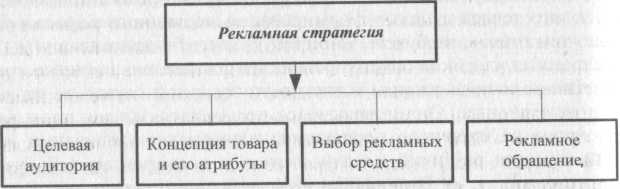 Рекламная стратегия
Целевая
аудитория
Концепция товара
и его атрибуты
Выбор рекламных
средств
Рекламное
обращение